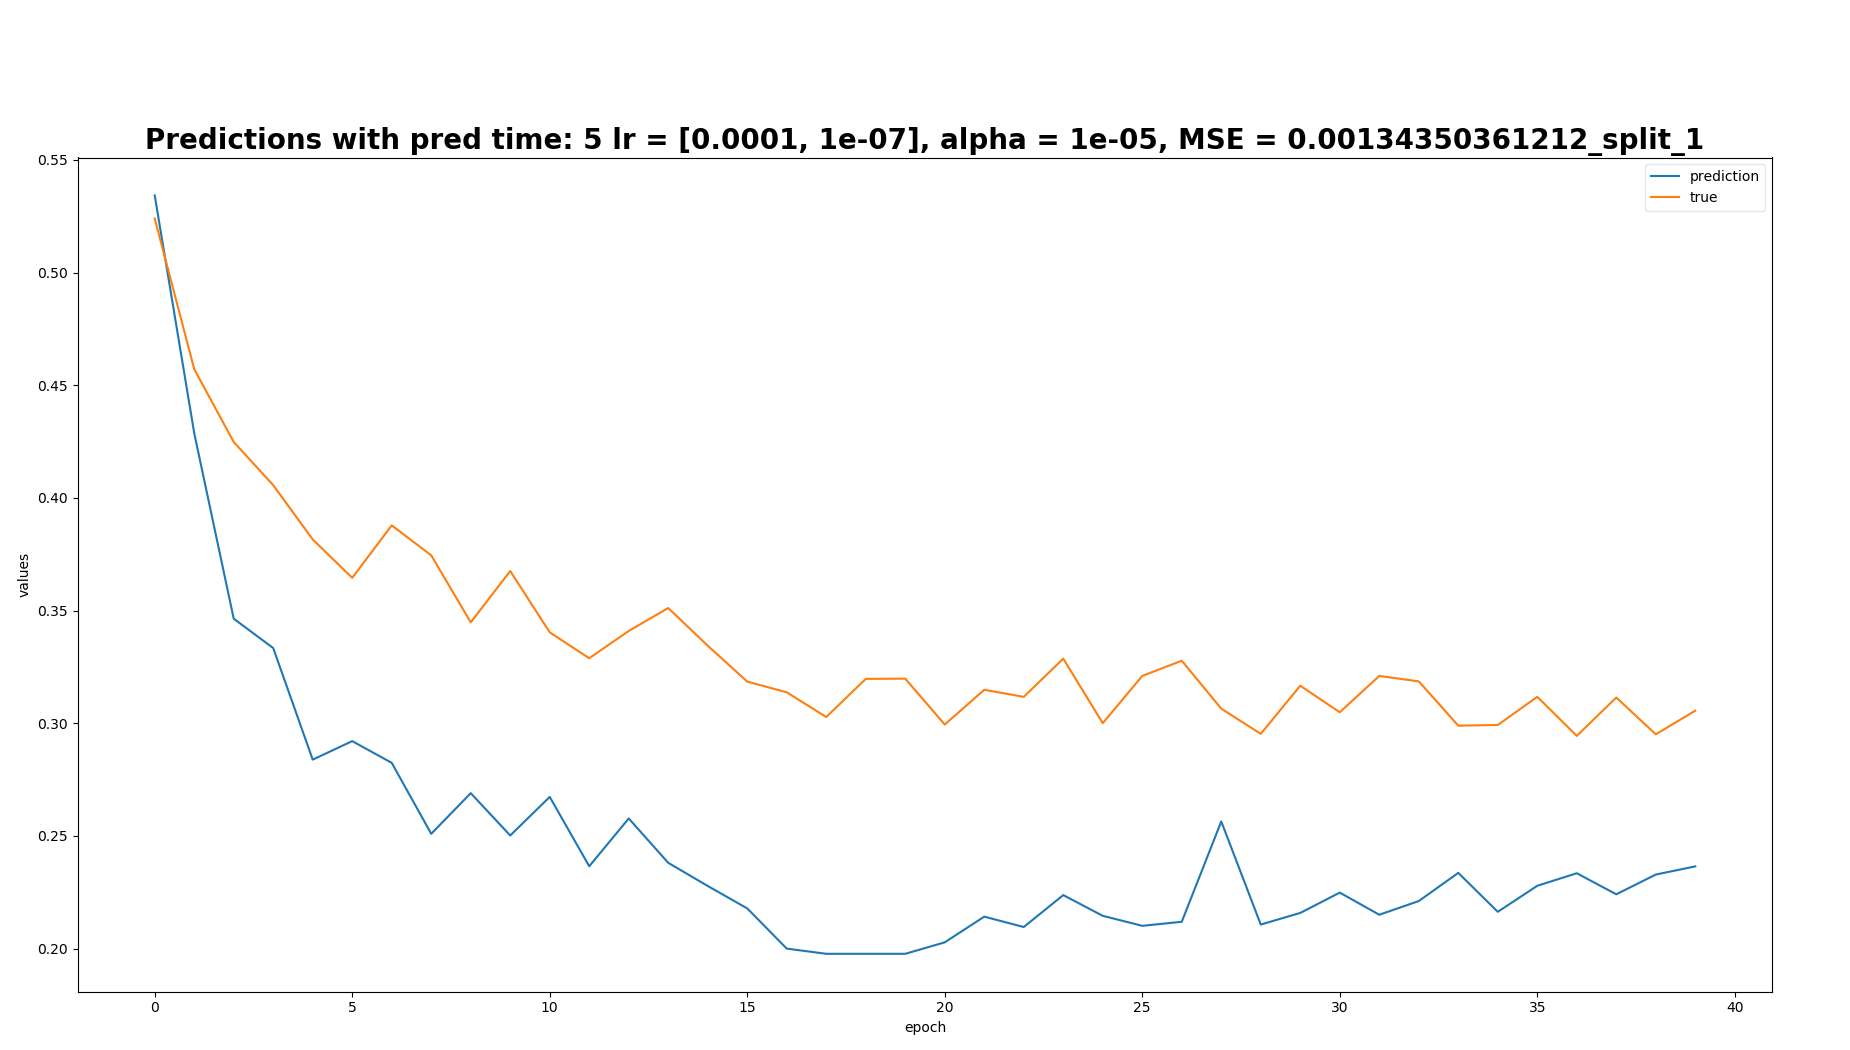 Predictions with pred time: 5 lr = [0.0001, 1e-07], alpha = 1e-05, MSE = 0.00134350361212_split_1
prediction
true
values
0.55
0.50
0.45
0.40
0.35
0.30
0.25
0.20
0 5 10 15 20 25 30 35 40
epoch